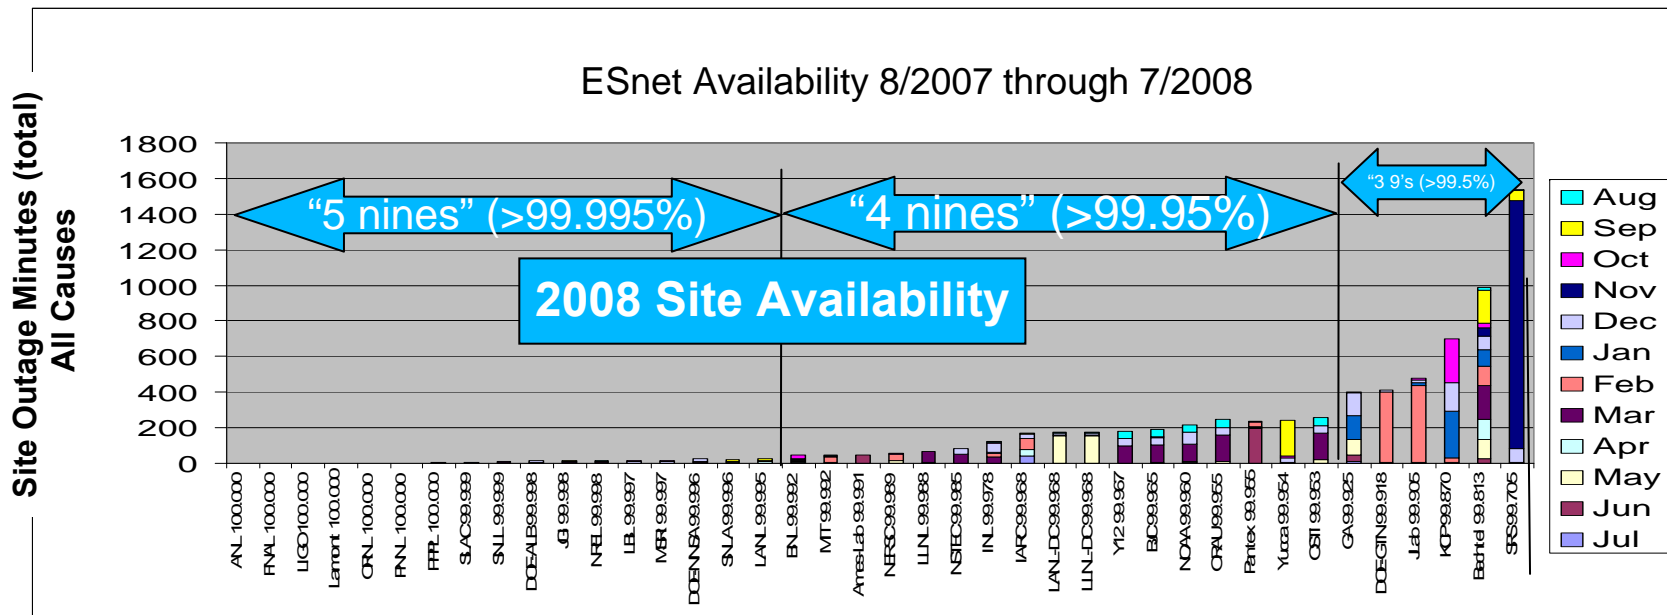 ESnet Availability 8/2007 through 7/2008
Site Outage Minutes (total)
All Causes
1800
1600
1400
1200
1000
800
600
400
200
0
“5 nines” (>99.995%)
“4 nines” (>99.95%)
“3 9’s (>99.5%)
2008 Site Availability
ANL 100.000
FNAL 100.000
LIGO 100.000
Lamont 100.000
ORNL 100.000
PNNL 100.000
PPPL 100.000
SLAC 99.999
SNLL 99.999
DOE-ALB 99.998
JGI 99.998
NREL 99.998
LBL 99.997
MSRI 99.997
DOE-NNSA 99.996
SNLA 99.996
LANL 99.995
BNL 99.992
MIT 99.992
Ames-Lab 99.991
NERSC 99.989
LLNL 99.988
NSTEC 99.985
INL 99.978
IARC 99.968
LANL-DC 99.968
LLNL-DC 99.968
Y12 99.967
BJC 99.965
NOAA 99.960
ORAU 99.955
Pantex 99.955
Yucca 99.954
OSTI 99.953
GA 99.925
DOE-GTN 99.918
JLab 99.905
KCP 99.870
Bechtel 99.813
SRS 99.705
Aug
Sep
Oct
Nov
Dec
Jan
Feb
Mar
Apr
May
Jun
Jul